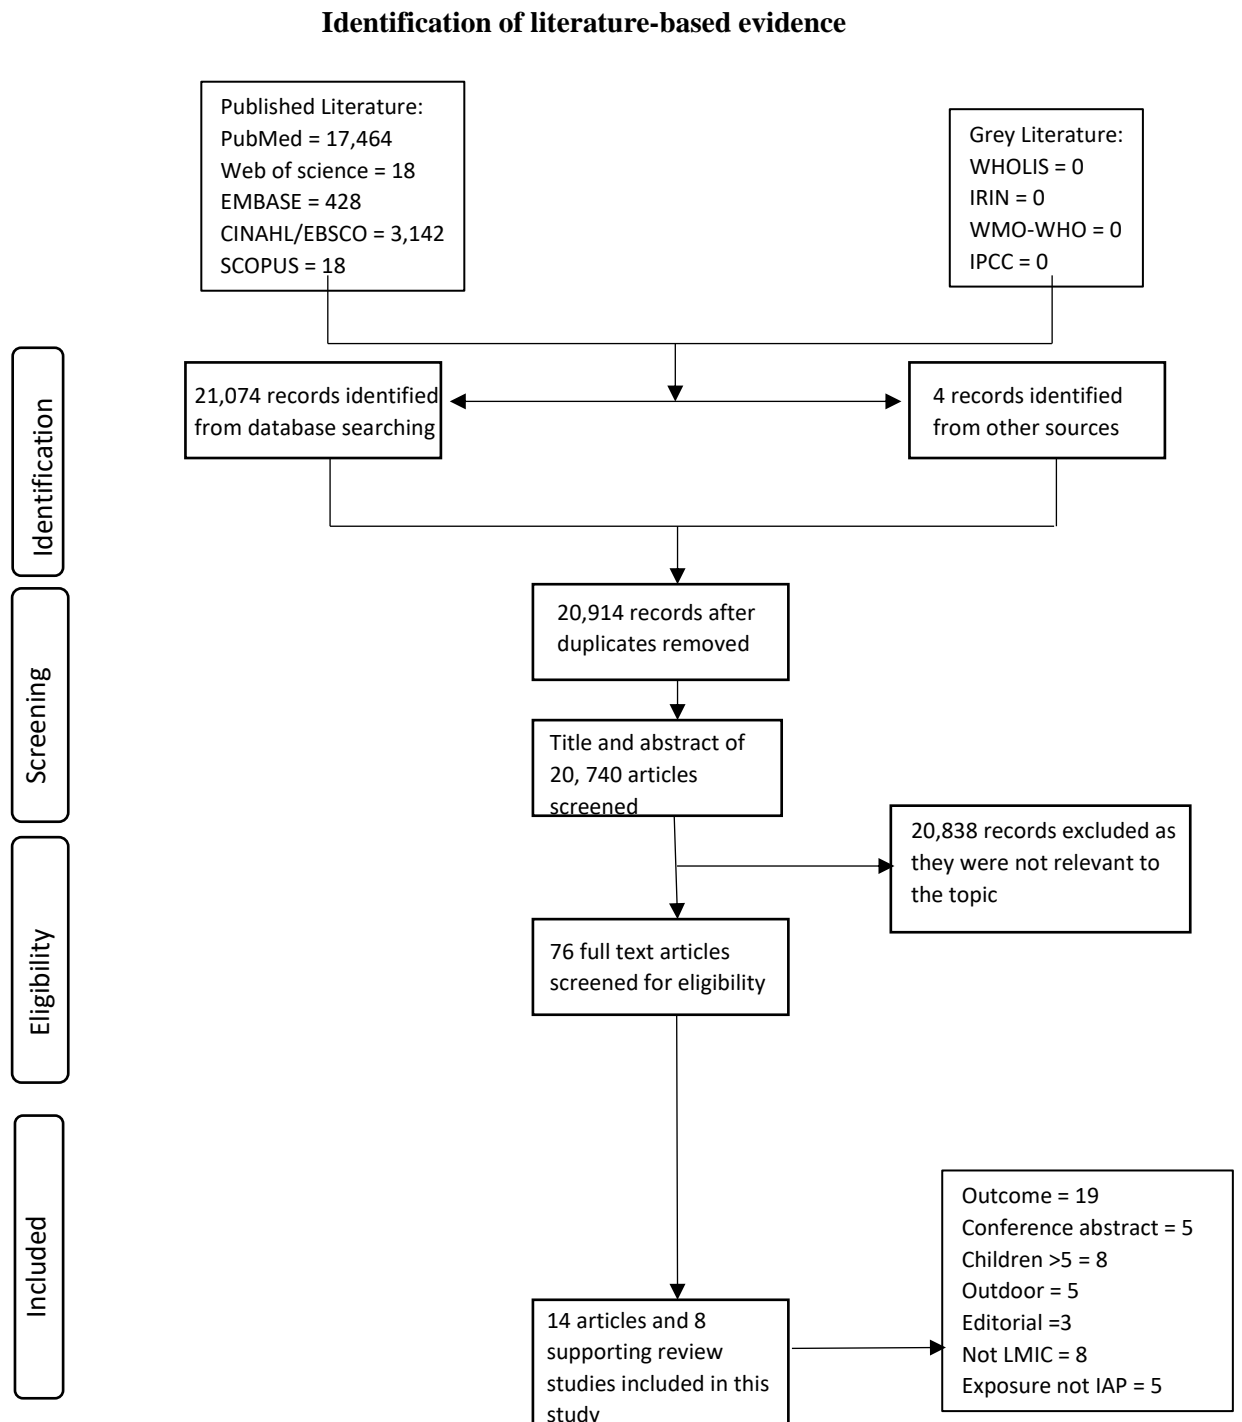 Identification of literature-based evidence
Published Literature:
PubMed = 17,464
Web of science = 18
EMBASE = 428
CINAHL/EBSCO = 3,142
SCOPUS = 18
Grey Literature:
WHOLIS = 0
IRIN = 0
WMO-WHO = 0
IPCC = 0
Identification
21,074 records identified
from database searching
4 records identified
from other sources
Screening
20,914 records after
duplicates removed
Title and abstract of
20, 740 articles
screened
20,838 records excluded as
they were not relevant to
the topic
Eligibility
76 full text articles
screened for eligibility
Included
14 articles and 8
supporting review
studies included in this
study
Outcome = 19
Conference abstract = 5
Children >5 = 8
Outdoor = 5
Editorial =3
Not LMIC = 8
Exposure not IAP = 5